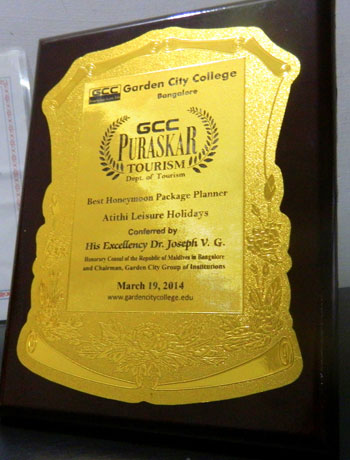 GCC Garden City College
Bangalore
GCC
PURASKAR
TOURISM
Dept. of Tourism
Best Honeymoon Package Planner
Atithi Leisure Holidays
Conferred by
His Excellency Dr. Joseph V. G.
Honorary Consul of the Republic of Maldives in Bangalore
and Chairman, Garden City Group of Institutions
March 19, 2014
www.gardencitycollege.edu